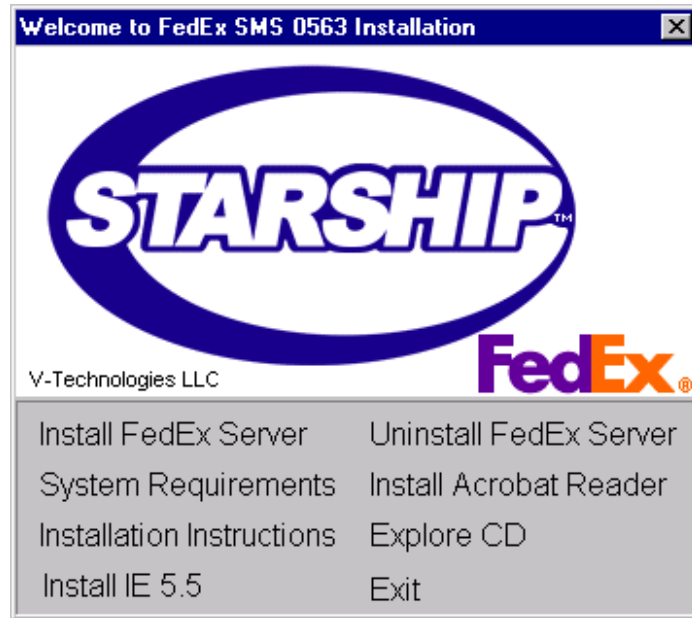 Welcome to FedEx SMS 0563 Installation
STARSHIP™
V-Technologies LLC
FedEx®
Install FedEx Server
Uninstall FedEx Server
System Requirements
Install Acrobat Reader
Installation Instructions
Explore CD
Install IE 5.5
Exit